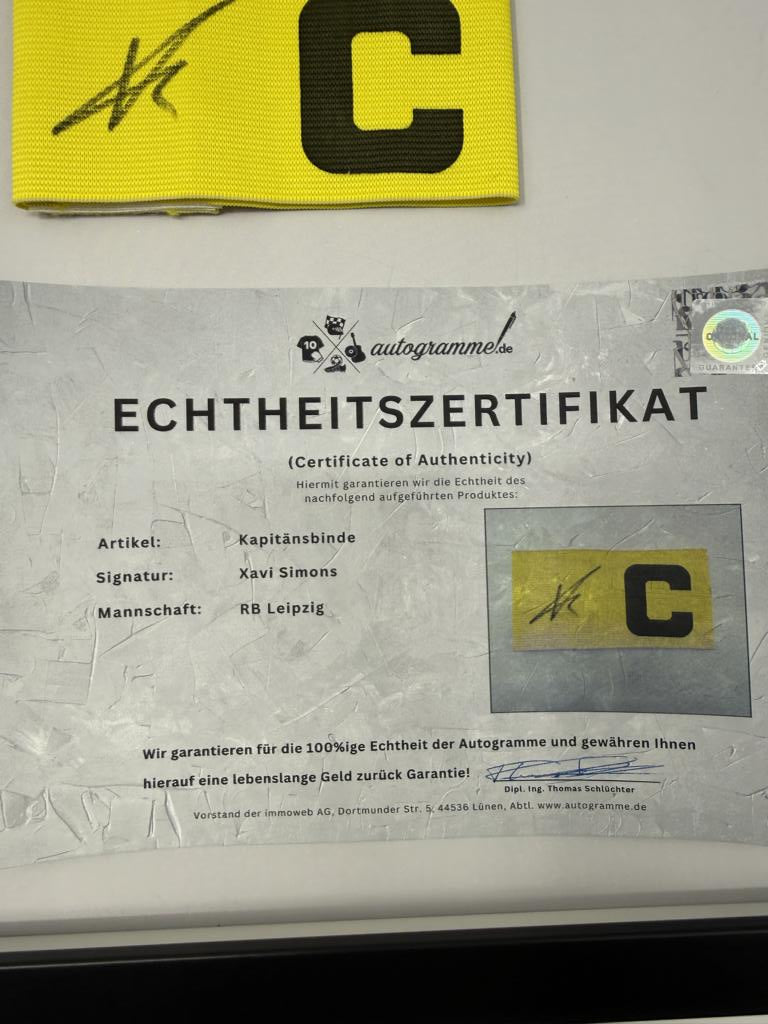 C
10
autogramme!.de
ORIGINAL
GUARANTEE
ECHTHEITSZERTIFIKAT
(Certificate of Authenticity)
Hiermit garantieren wir die Echtheit des
nachfolgend aufgeführten Produktes:
Artikel: Kapitänsbinde
Signatur: Xavi Simons
Mannschaft: RB Leipzig
C
Wir garantieren für die 100%ige Echtheit der Autogramme und gewähren Ihnen
hierauf eine lebenslange Geld zurück Garantie!
Dipl. Ing. Thomas Schlüchter
Vorstand der immoweb AG, Dortmunder Str. 5, 44536 Lünen, Abtl. www.autogramme.de